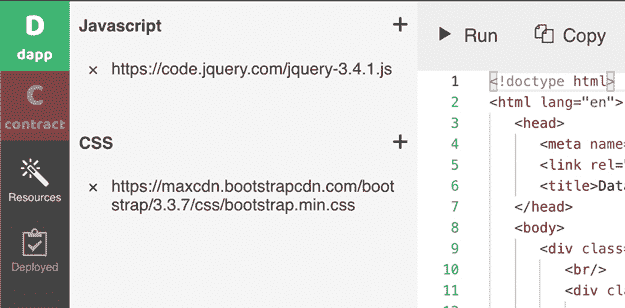 D
dapp
C
contract
Resources
Deployed
Javascript +
× https://code.jquery.com/jquery-3.4.1.js
CSS +
× https://maxcdn.bootstrapcdn.com/boot
strap/3.3.7/css/bootstrap.min.css
Run Copy
1 <!doctype html>
2 <html lang="en">
3 <head>
4 <meta name=
5 <link rel="
6 <title>Data
7 </head>
8 <body>
9 <div class=
10 <br/>
11 <div cla